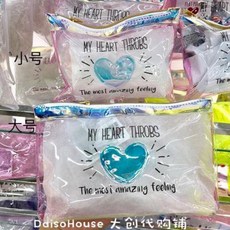 小号
MY HEART THROBS
The most amazing feeling
大号
MY HEART THROBS
The most amazing feeling
DaisoHouse 大创代购铺